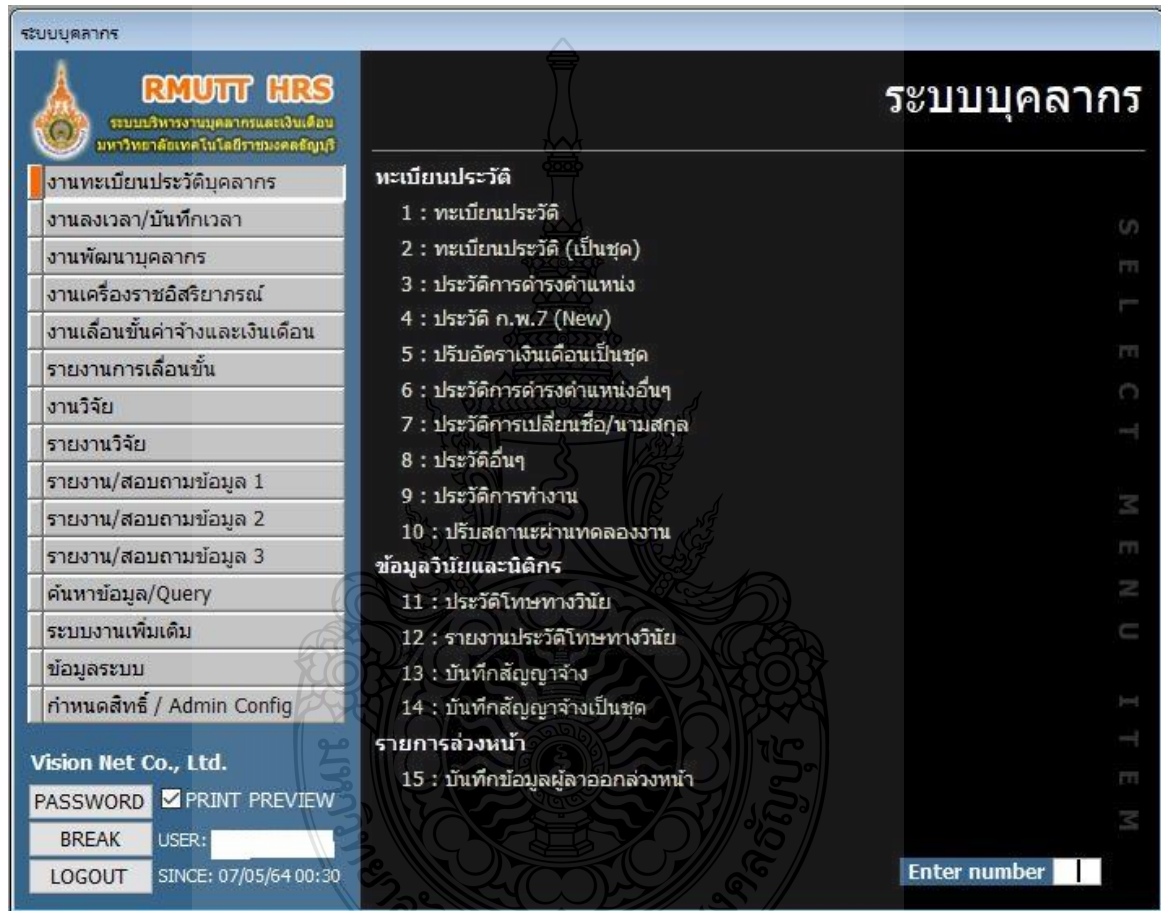 ระบบบุคลากร
RMUTT HRS
ระบบบริหารงานบุคลากรและเงินเดือน
มหาวิทยาลัยเทคโนโลยีราชมงคลธัญบุรี
งานทะเบียนประวัติบุคลากร
งานลงเวลา/บันทึกเวลา
งานพัฒนาบุคลากร
งานเครื่องราชอิสริยาภรณ์
งานเลื่อนขั้นค่าจ้างและเงินเดือน
รายงานการเลื่อนขั้น
งานวิจัย
รายงานวิจัย
รายงาน/สอบถามข้อมูล 1
รายงาน/สอบถามข้อมูล 2
รายงาน/สอบถามข้อมูล 3
ค้นหาข้อมูล/Query
ระบบงานเพิ่มเติม
ข้อมูลระบบ
กำหนดสิทธิ์ / Admin Config
Vision Net Co., Ltd.
PASSWORD PRINT PREVIEW
BREAK USER:
LOGOUT SINCE: 07/05/64 00:30
ระบบบุคลากร
ทะเบียนประวัติ
1 : ทะเบียนประวัติ
2 : ทะเบียนประวัติ (เป็นชุด)
3 : ประวัติการดำรงตำแหน่ง
4 : ประวัติ ก.พ.7 (New)
5 : ปรับอัตราเงินเดือนเป็นชุด
6 : ประวัติการดำรงตำแหน่งอื่นๆ
7 : ประวัติการเปลี่ยนชื่อ/นามสกุล
8 : ประวัติอื่นๆ
9 : ประวัติการทำงาน
10 : ปรับสถานะผ่านทดลองงาน
ข้อมูลวินัยและนิติกร
11 : ประวัติโทษทางวินัย
12 : รายงานประวัติโทษทางวินัย
13 : บันทึกสัญญาจ้าง
14 : บันทึกสัญญาจ้างเป็นชุด
รายการล่วงหน้า
15 : บันทึกข้อมูลผู้ลาออกล่วงหน้า
SELECT MENU ITEM
Enter number